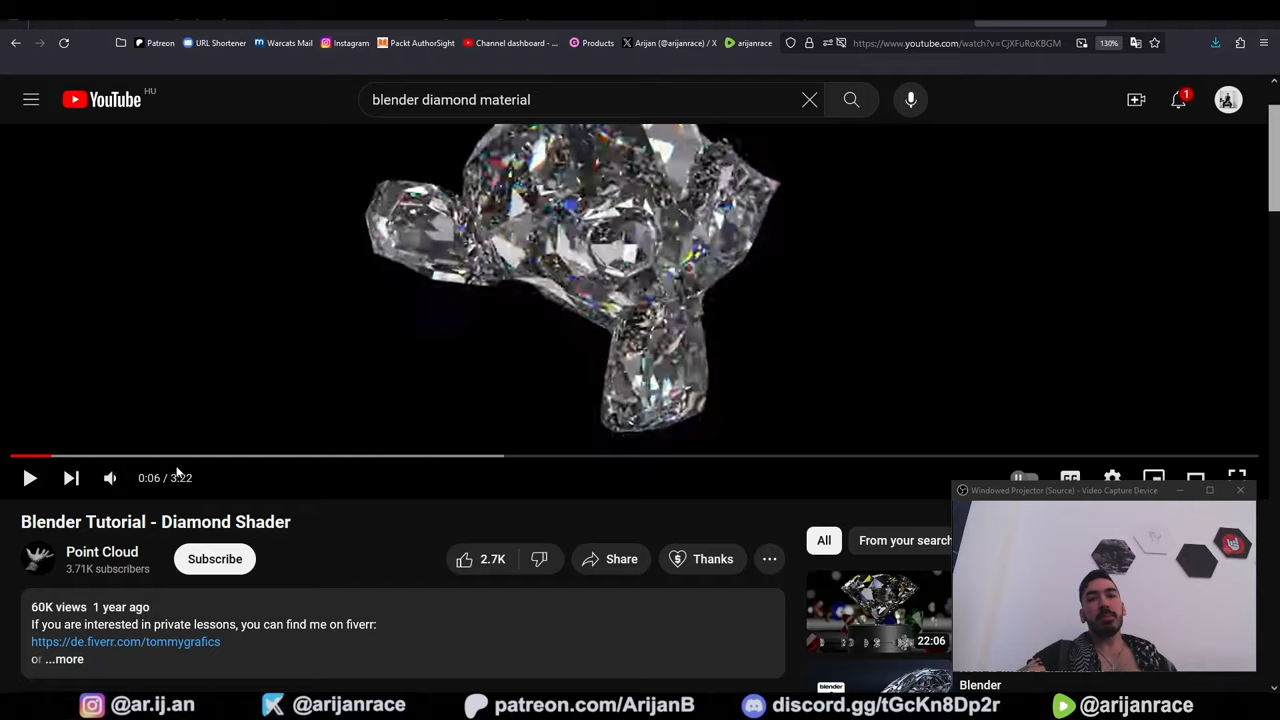 Patreon
URL Shortener
Warcats Mail
Instagram
Packt AuthorSight
Channel dashboard - ...
Products
Arijan (@arijanrace) / X
arijanrace
https://www.youtube.com/watch?v=CjXFuRoKBGM
130%
YouTube
HU
blender diamond material
1
0:06 / 3:22
CC
Windowed Projector (Source) - Video Capture Device
Blender Tutorial - Diamond Shader
Point Cloud
3.71K subscribers
Subscribe
2.7K
Share
Thanks
All
From your search
60K views 1 year ago
If you are interested in private lessons, you can find me on fiverr:
https://de.fiverr.com/tommygrafics
or ...more
22:06
blender
Blender
@ar.ij.an
@arijanrace
patreon.com/ArijanB
discord.gg/tGcKn8Dp2r
@arijanrace